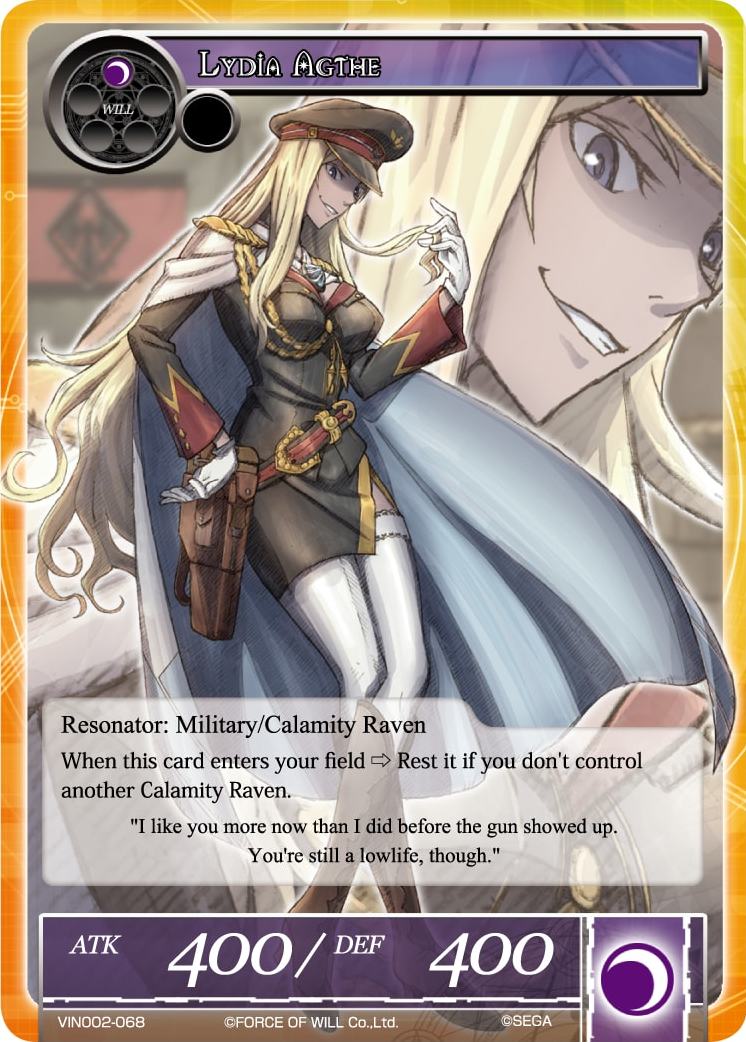 Lydia Agthe
WILL
Resonator: Military/Calamity Raven
When this card enters your field ⇨ Rest it if you don't control
another Calamity Raven.
"I like you more now than I did before the gun showed up.
You're still a lowlife, though."
ATK 400 / DEF 400
VIN002-068 ©FORCE OF WILL Co.,Ltd. ©SEGA